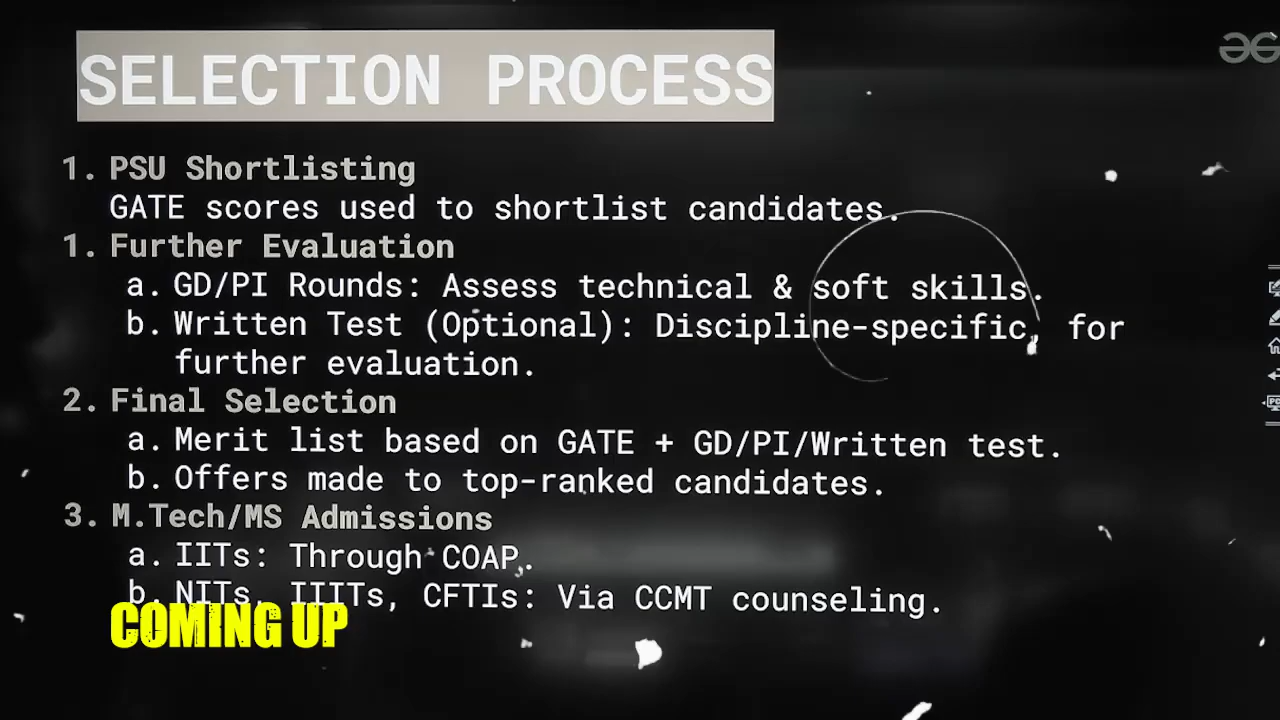 SELECTION PROCESS
1. PSU Shortlisting
GATE scores used to shortlist candidates.
1. Further Evaluation
a. GD/PI Rounds: Assess technical & soft skills.
b. Written Test (Optional): Discipline-specific, for
further evaluation.
2. Final Selection
a. Merit list based on GATE + GD/PI/Written test.
b. Offers made to top-ranked candidates.
3. M.Tech/MS Admissions
a. IITs: Through COAP.
b. NITs, IIITs, CFTIs: Via CCMT counseling.
COMING UP